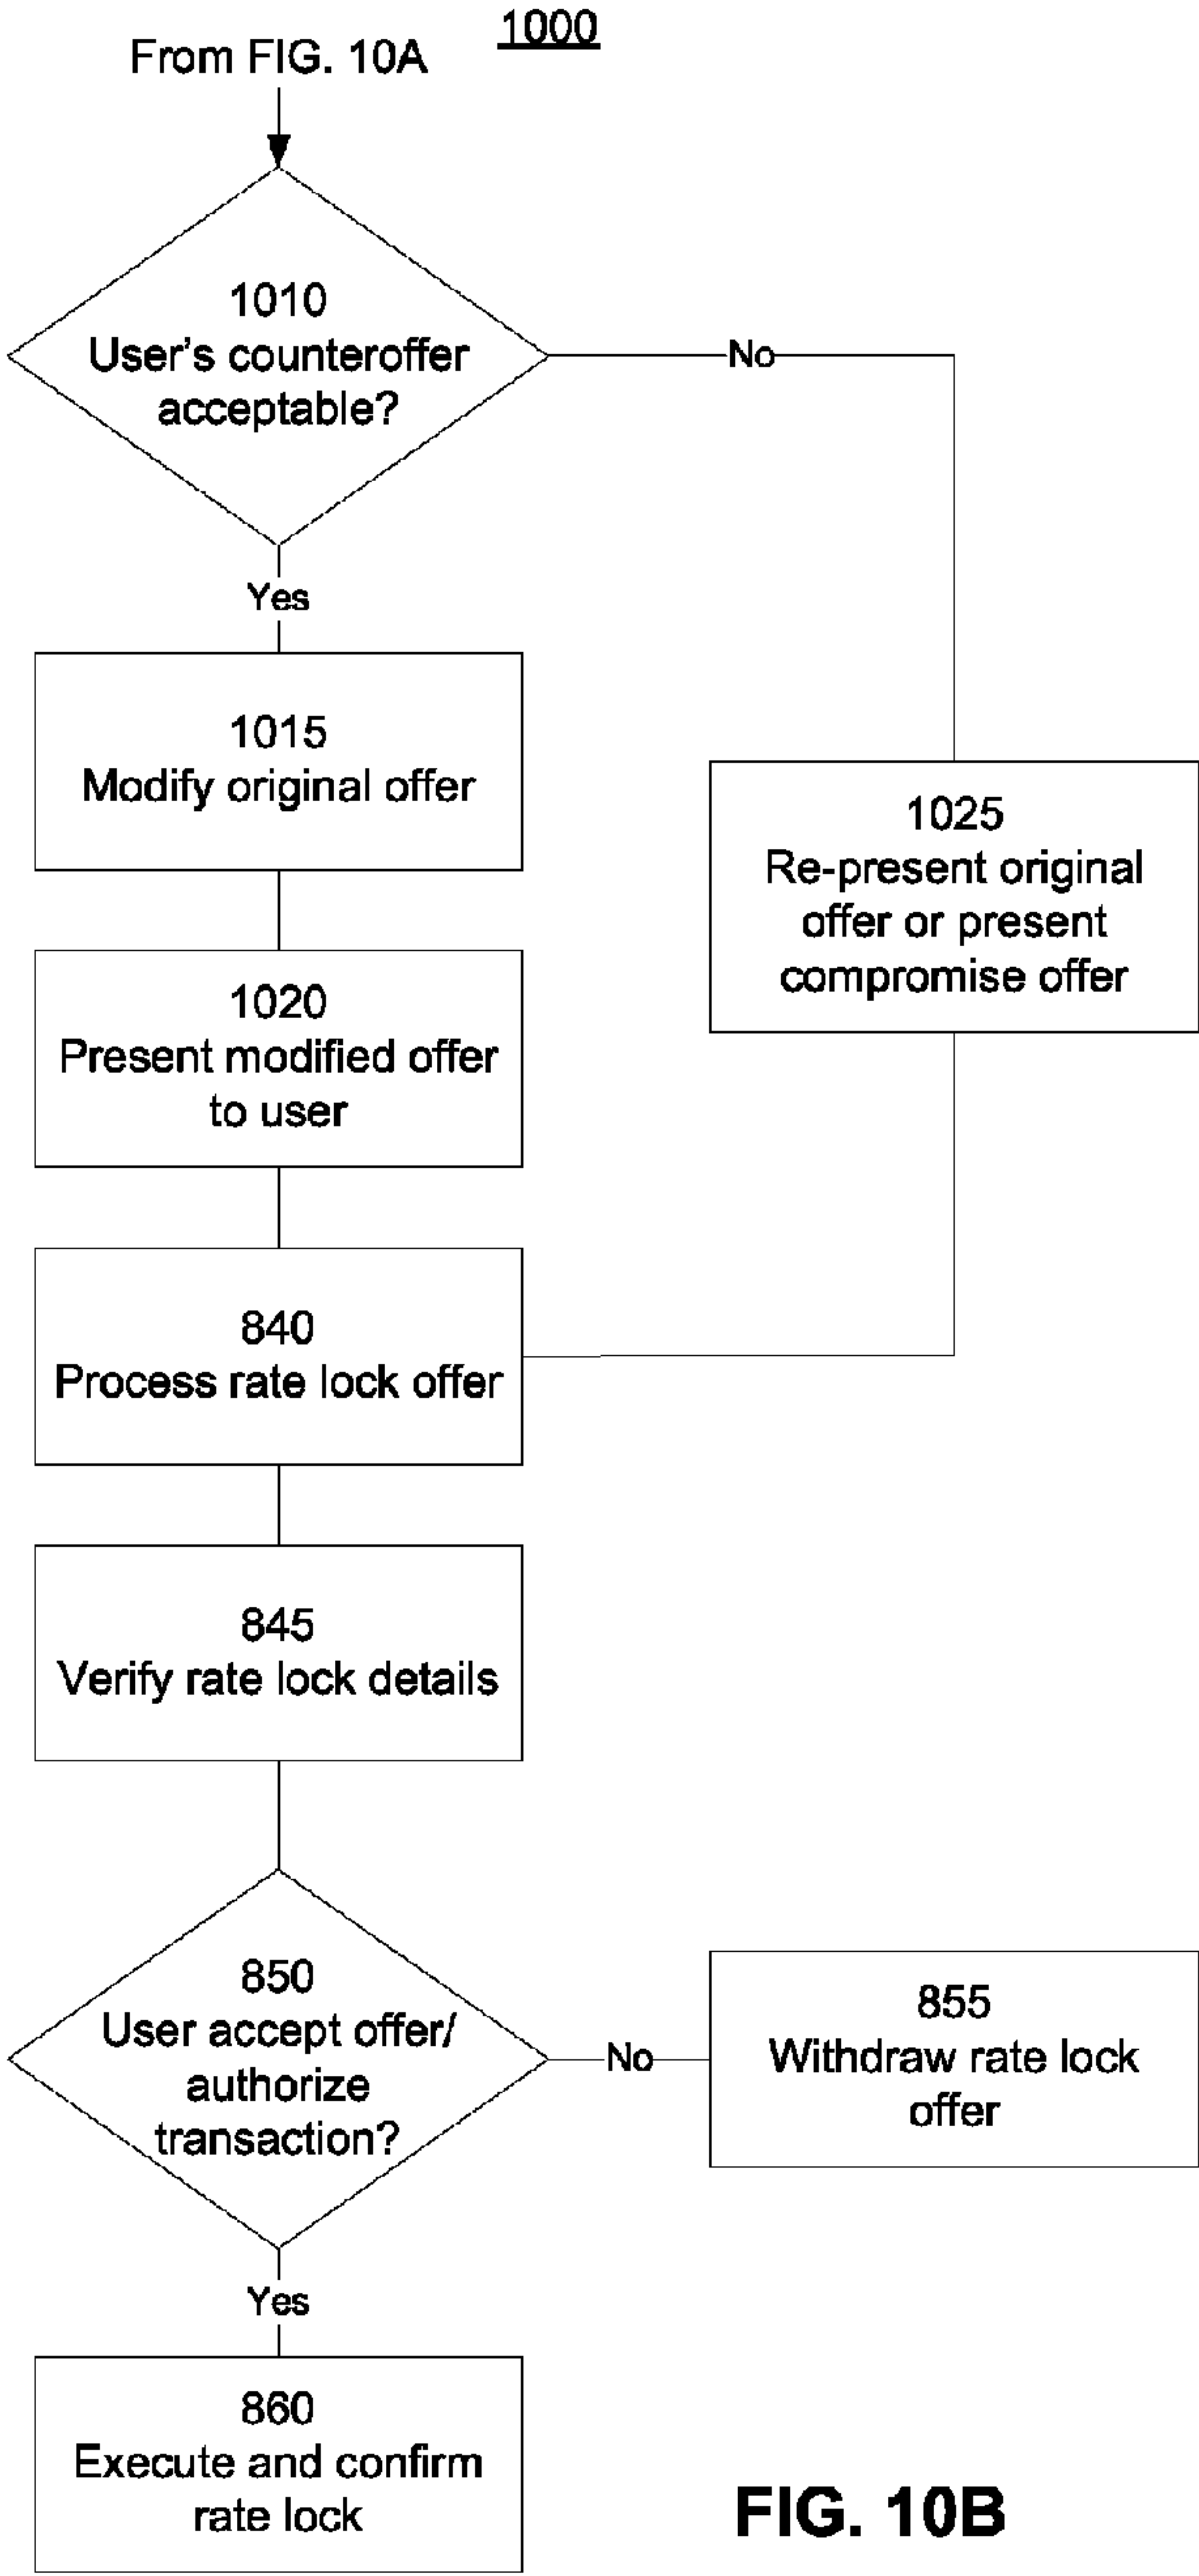 1000
From FIG. 10A
1010
User's counteroffer
acceptable?
No
Yes
1015
Modify original offer
1025
Re-present original
offer or present
compromise offer
1020
Present modified offer
to user
840
Process rate lock offer
845
Verify rate lock details
850
User accept offer/
authorize
transaction?
No
855
Withdraw rate lock
offer
Yes
860
Execute and confirm
rate lock
FIG. 10B